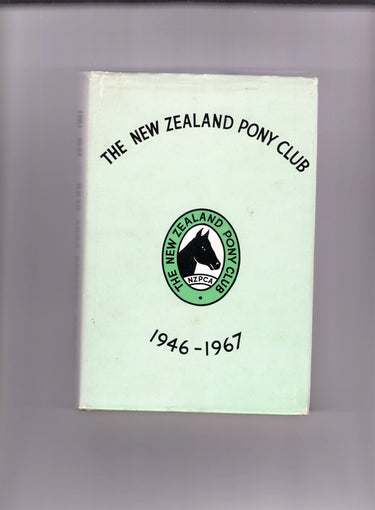 THE NEW ZEALAND PONY CLUB
THE NEW ZEALAND PONY CLUB
NZPCA
1946-1967